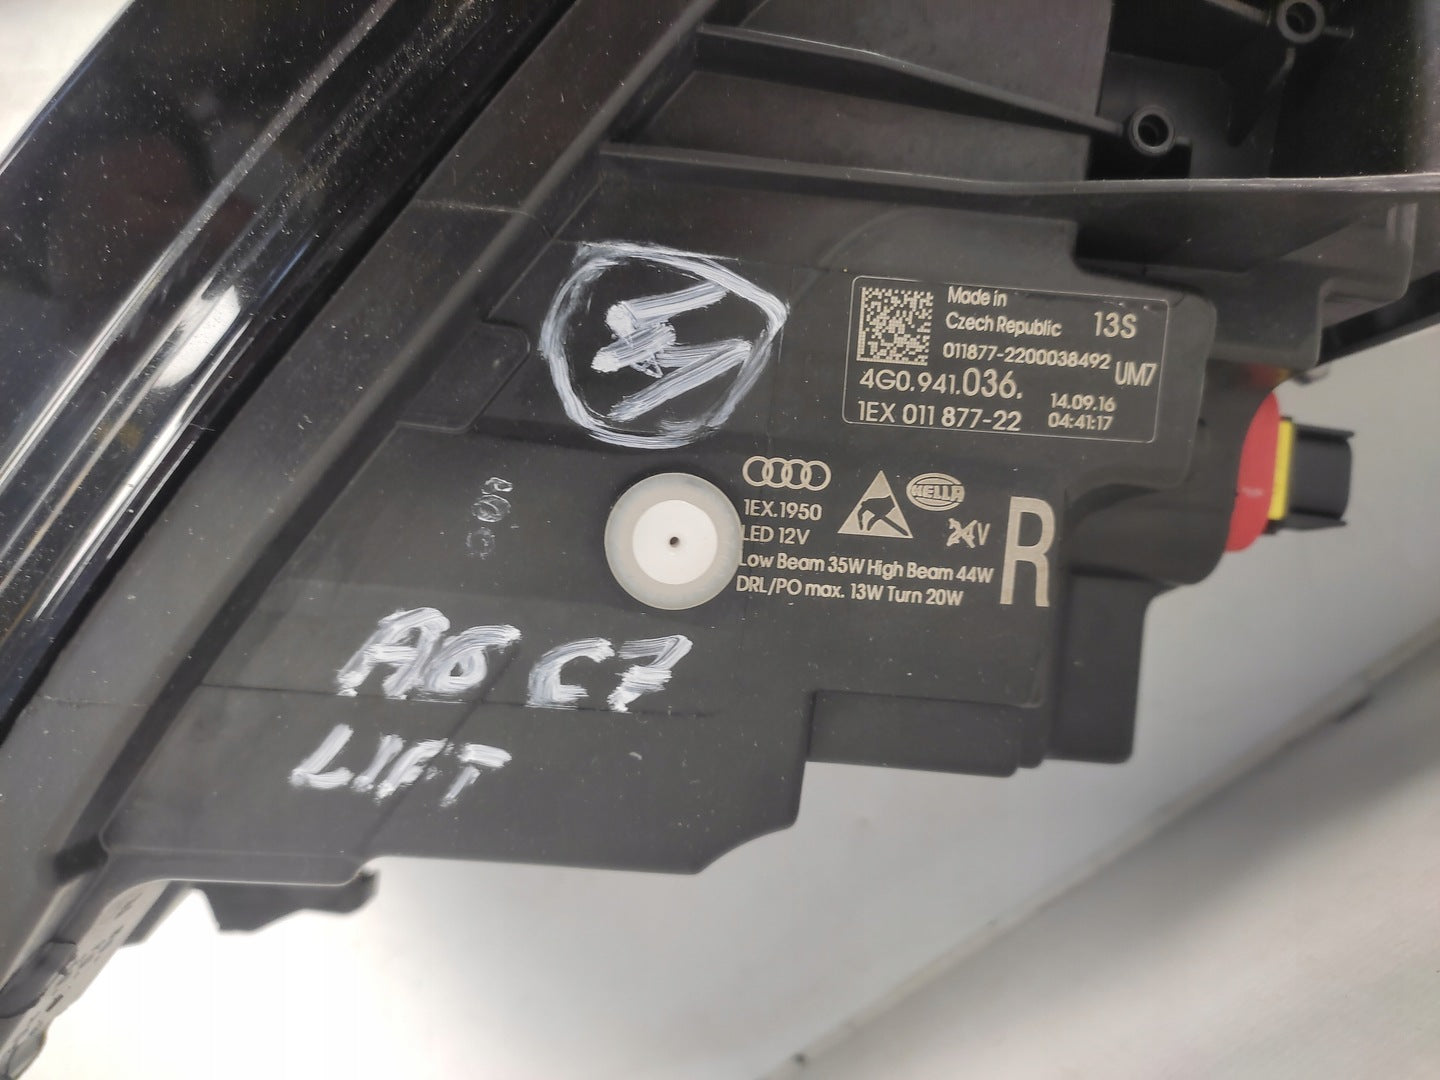 Made in
Czech Republic 13S
011877-2200038492 UM7
4G0.941.036.
14.09.16
1EX 011 877-22 04:41:17
HELLA
1EX.1950
LED 12V 24V
R
Low Beam 35W High Beam 44W
DRL/PO max. 13W Turn 20W
A6 C7
LIFT